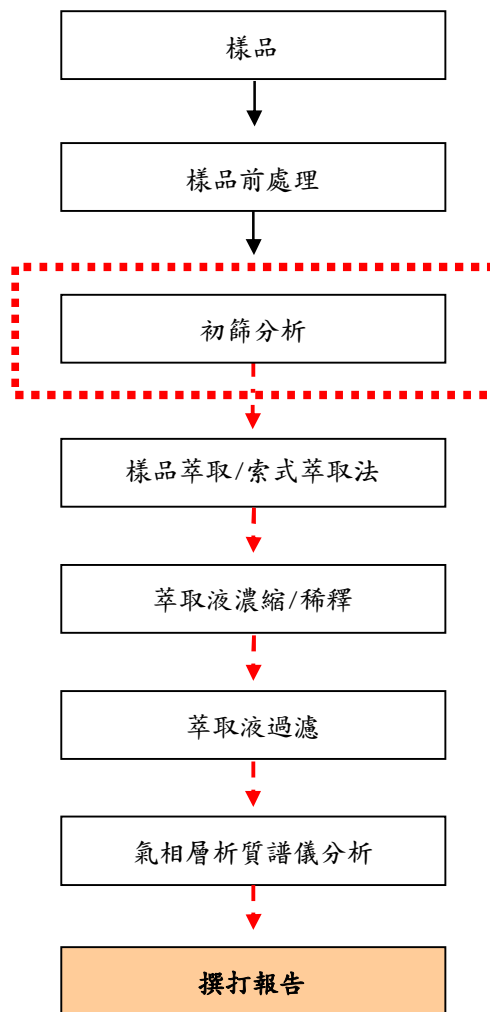 樣品
樣品前處理
初篩分析
樣品萃取/索式萃取法
萃取液濃縮/稀釋
萃取液過濾
氣相層析質譜儀分析
撰打報告